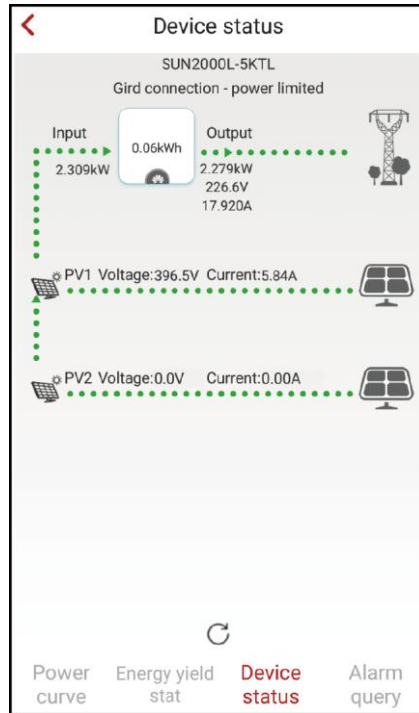 Device status
SUN2000L-5KTL
Gird connection - power limited
Input
0.06kWh
Output
2.309kW
2.279kW
226.6V
17.920A
PV1 Voltage:396.5V Current:5.84A
PV2 Voltage:0.0V Current:0.00A
Power curve
Energy yield stat
Device status
Alarm query